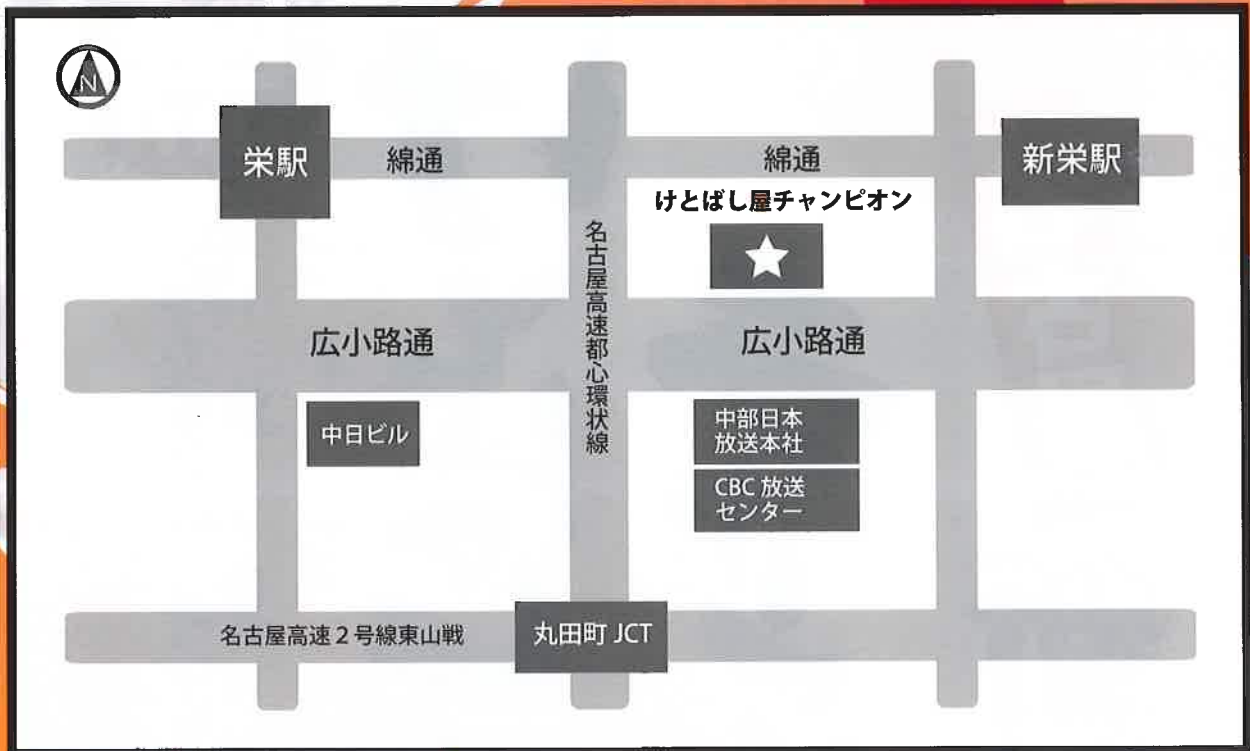 N
栄駅
綿通
綿通
新栄駅
けとばし屋チャンピオン
名古屋高速都心環状線
広小路通
広小路通
中日ビル
中部日本
放送本社
CBC 放送
センター
名古屋高速2号線東山戦
丸田町 JCT